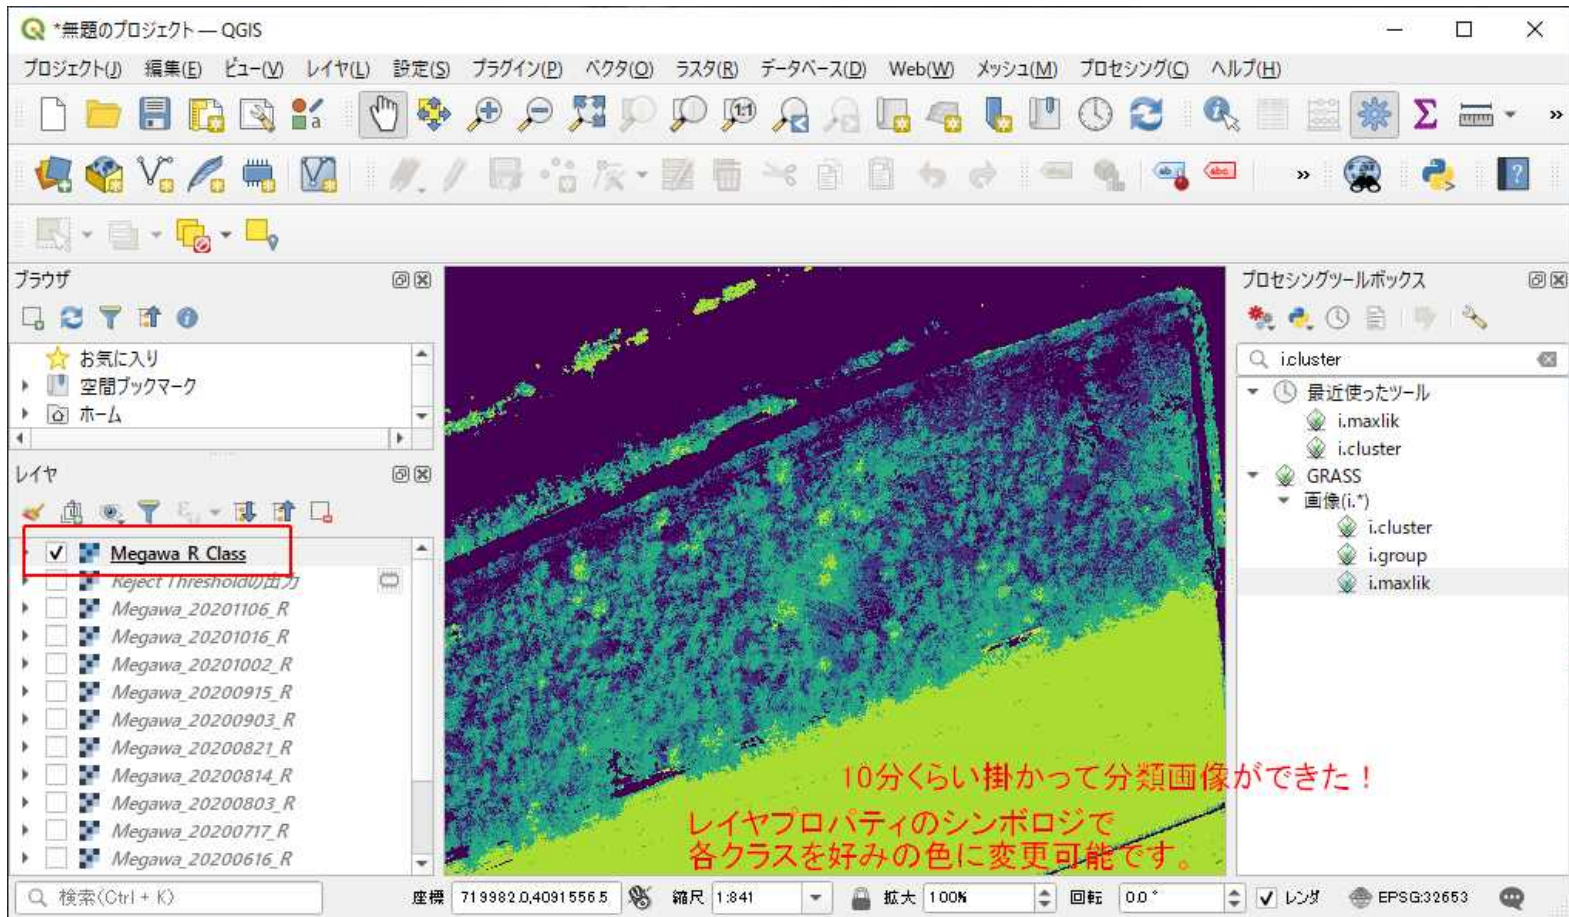 *無題のプロジェクト — QGIS
プロジェクト(J) 編集(E) ビュー(V) レイヤ(L) 設定(S) プラグイン(P) ベクタ(O) ラスタ(R) データベース(D) Web(W) メッシュ(M) プロセシング(C) ヘルプ(H)
ブラウザ
お気に入り
空間ブックマーク
ホーム
レイヤ
Megawa_R_Class
Reject Thresholdの出力
Megawa_20201106_R
Megawa_20201016_R
Megawa_20201002_R
Megawa_20200915_R
Megawa_20200903_R
Megawa_20200821_R
Megawa_20200814_R
Megawa_20200803_R
Megawa_20200717_R
Megawa_20200616_R
10分くらい掛かって分類画像ができた！
レイヤプロパティのシンボロジで
各クラスを好みの色に変更可能です。
プロセシングツールボックス
i.cluster
最近使ったツール
i.maxlik
i.cluster
GRASS
画像(i.*)
i.cluster
i.group
i.maxlik
検索(Ctrl + K) 座標 719982.0,4091556.5 縮尺 1:841 拡大 100% 回転 0.0 ° レンダ EPSG:32653